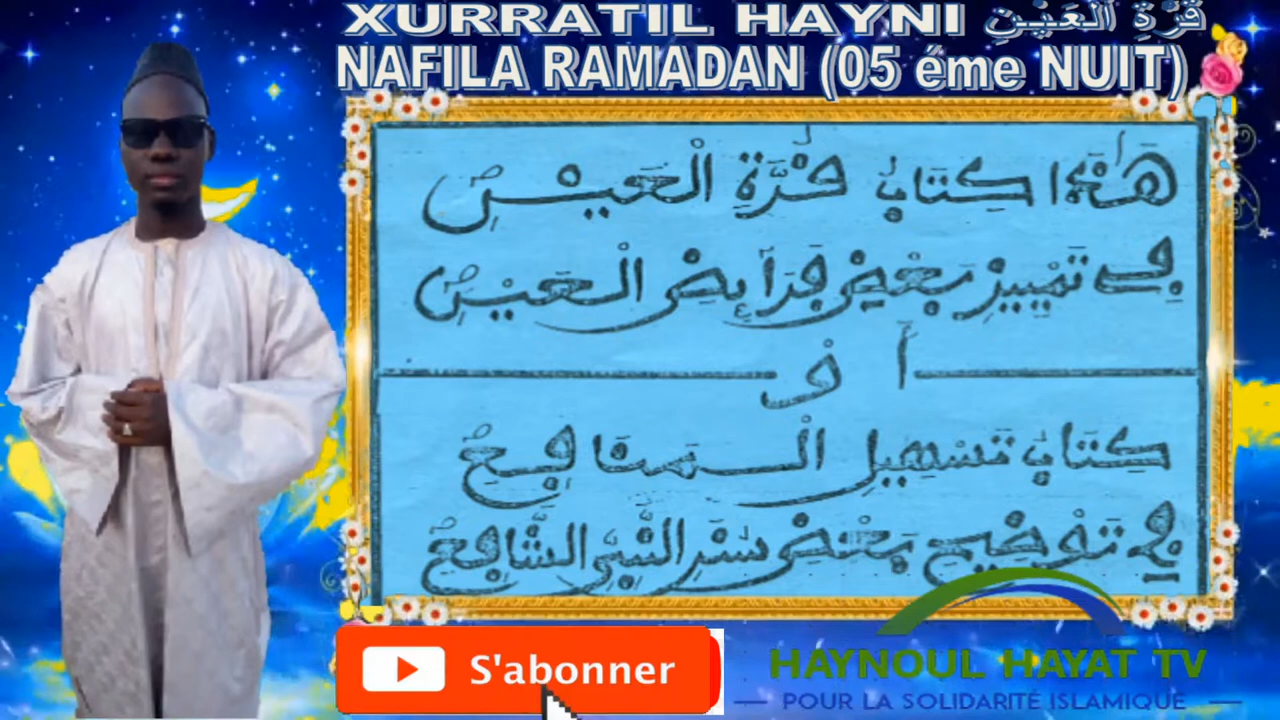 XURRATIL HAYNI قُرَّةِ الْعَيْنِ
NAFILA RAMADAN (05 éme NUIT)
هَٰذَا كِتَابُ قُرَّةِ الْعَيْنِ
فِي تَمْيِيزِ بَعْضِ فَرَائِضِ الْعَيْنِ
أَوْ
كِتَابُ تَسْهِيلِ الْمَنَافِعِ
فِي تَوْضِيحِ بَعْضِ سُنَنِ النَّبِيِّ الشَّافِعِ
S'abonner
HAYNOUL HAYAT TV
POUR LA SOLIDARITÉ ISLAMIQUE